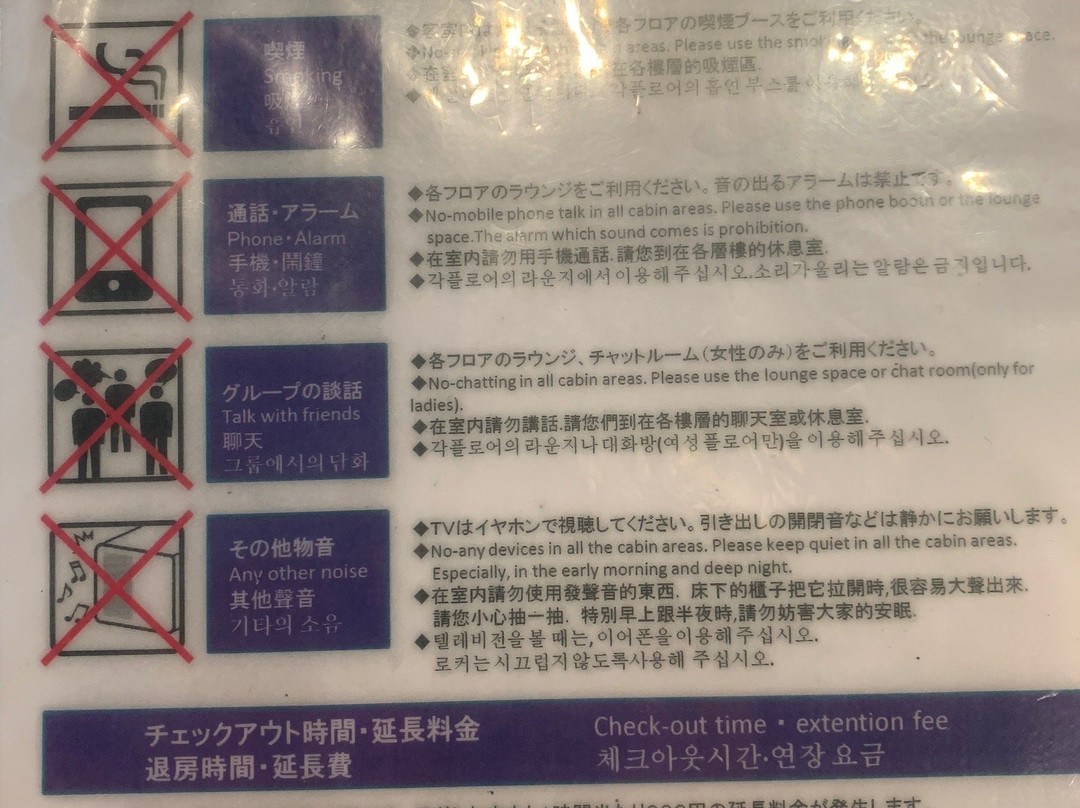 喫煙
Smoking
吸
各フロアの喫煙ブースをご利用ください。
areas. Please use the
在各樓層的吸煙區.
각플로어의 흡연 부스를
通話・アラーム
Phone・Alarm
手機・鬧鐘
통화・알람
◆各フロアのラウンジをご利用ください。音の出るアラームは禁止です。
◆No-mobile phone talk in all cabin areas. Please use the phone booth or the lounge
space.The alarm which sound comes is prohibition.
◆在室内請勿用手機通話.請您到在各層樓的休息室.
◆각플로어의 라운지에서 이용해 주십시오.소리가 울리는 알람은 금지입니다.
グループの談話
Talk with friends
聊天
그룹에서의 담화
◆各フロアのラウンジ、チャットルーム（女性のみ）をご利用ください。
◆No-chatting in all cabin areas. Please use the lounge space or chat room(only for
ladies).
◆在室内請勿講話.請您們到在各樓層的聊天室或休息室.
◆각플로어의 라운지나 대화방(여성 플로어만)을 이용해 주십시오.
その他物音
Any other noise
其他聲音
기타의 소음
◆TVはイヤホンで視聴してください。引き出しの開閉音などは静かにお願いします。
◆No-any devices in all the cabin areas. Please keep quiet in all the cabin areas.
Especially, in the early morning and deep night.
◆在室内請勿使用發聲音的東西. 床下的櫃子把它拉開時,很容易大聲出來.
請您小心抽一抽. 特別早上跟半夜時,請勿妨害大家的安眠.
◆텔레비전을 볼 때는, 이어폰을 이용해 주십시오.
로커는 시끄럽지 않도록 사용해 주십시오.
チェックアウト時間・延長料金
退房時間・延長費
Check-out time ・ extention fee
체크아웃시간·연장 요금
円の延長料金が発生します